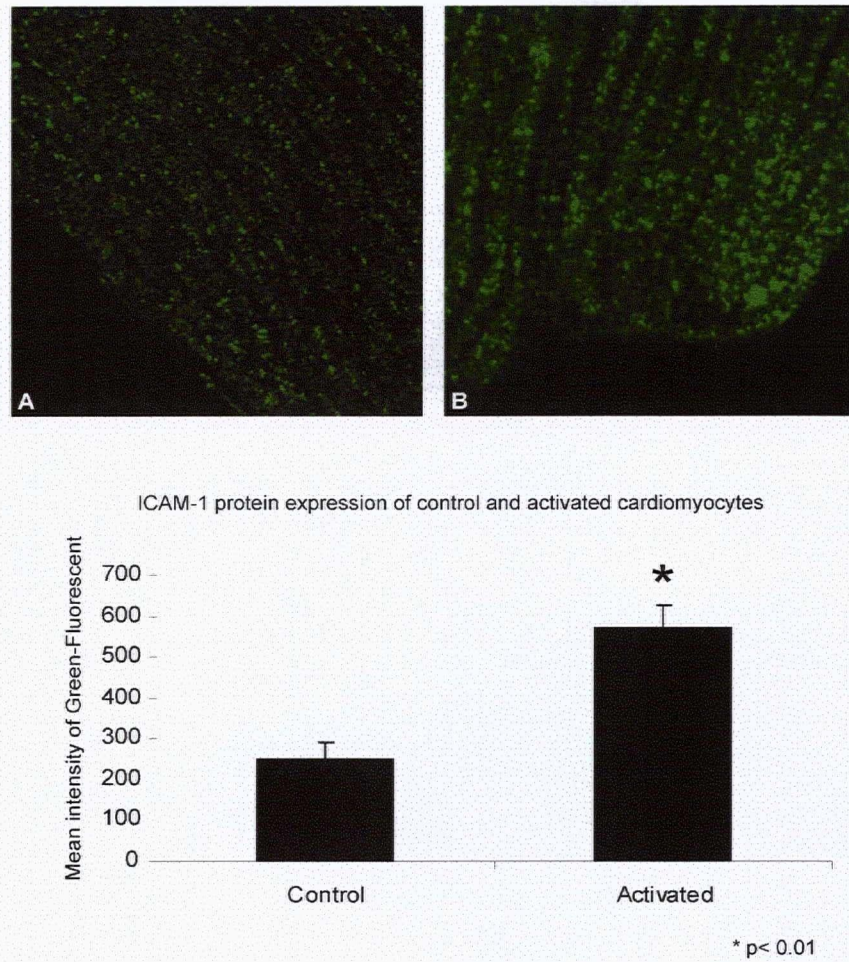 A
B
ICAM-1 protein expression of control and activated cardiomyocytes
Mean intensity of Green-Fluorescent
700
600
500
400
300
200
100
0
*
Control
Activated
* p< 0.01